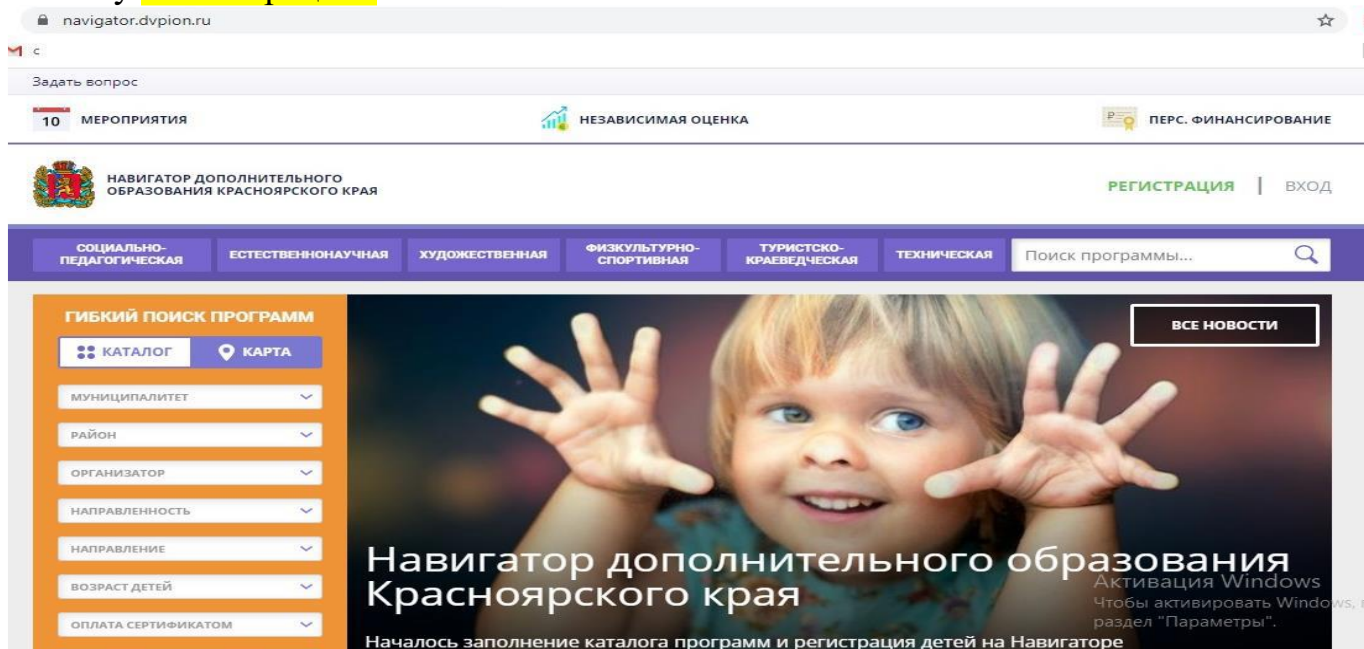 navigator.dvpion.ru
с
Задать вопрос
10 МЕРОПРИЯТИЯ
НЕЗАВИСИМАЯ ОЦЕНКА
ПЕРС. ФИНАНСИРОВАНИЕ
НАВИГАТОР ДОПОЛНИТЕЛЬНОГО
ОБРАЗОВАНИЯ КРАСНОЯРСКОГО КРАЯ
РЕГИСТРАЦИЯ | ВХОД
СОЦИАЛЬНО-
ПЕДАГОГИЧЕСКАЯ
ЕСТЕСТВЕННОНАУЧНАЯ
ХУДОЖЕСТВЕННАЯ
ФИЗКУЛЬТУРНО-
СПОРТИВНАЯ
ТУРИСТСКО-
КРАЕВЕДЧЕСКАЯ
ТЕХНИЧЕСКАЯ
Поиск программы...
ГИБКИЙ ПОИСК ПРОГРАММ
КАТАЛОГ
КАРТА
МУНИЦИПАЛИТЕТ
РАЙОН
ОРГАНИЗАТОР
НАПРАВЛЕННОСТЬ
НАПРАВЛЕНИЕ
ВОЗРАСТ ДЕТЕЙ
ОПЛАТА СЕРТИФИКАТОМ
ВСЕ НОВОСТИ
Навигатор дополнительного образования
Красноярского края
Началось заполнение каталога программ и регистрация детей на Навигаторе
Активация Windows
Чтобы активировать Windows,
раздел "Параметры".